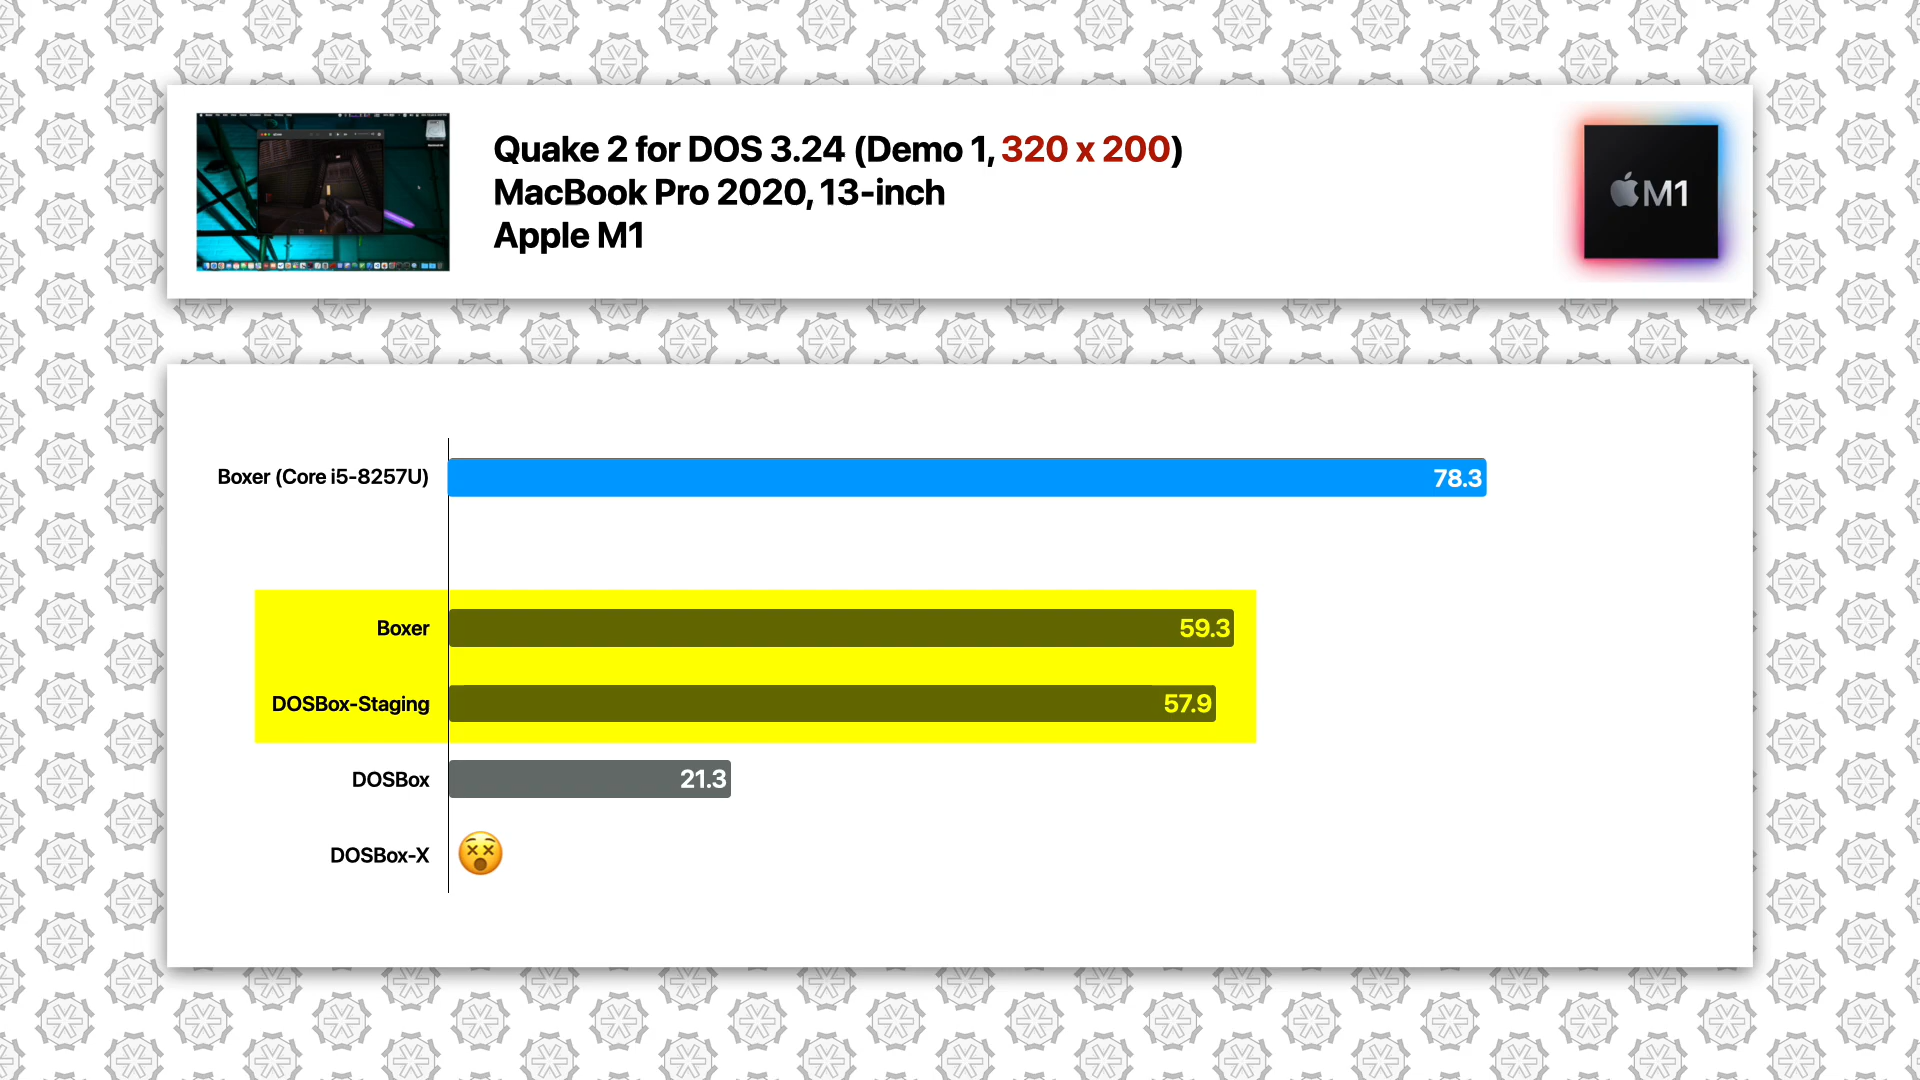 Quake 2 for DOS 3.24 (Demo 1, 320 x 200)
MacBook Pro 2020, 13-inch
Apple M1
M1
Boxer (Core i5-8257U)
78.3
Boxer
59.3
DOSBox-Staging
57.9
DOSBox
21.3
DOSBox-X